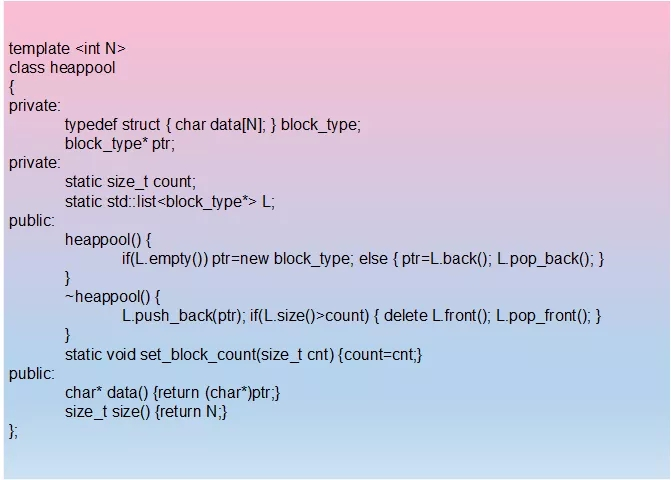 template <int N>
class heappool
{
private:
typedef struct { char data[N]; } block_type;
block_type* ptr;
private:
static size_t count;
static std::list<block_type*> L;
public:
heappool() {
if(L.empty()) ptr=new block_type; else { ptr=L.back(); L.pop_back(); }
}
~heappool() {
L.push_back(ptr); if(L.size()>count) { delete L.front(); L.pop_front(); }
}
static void set_block_count(size_t cnt) {count=cnt;}
public:
char* data() {return (char*)ptr;}
size_t size() {return N;}
};